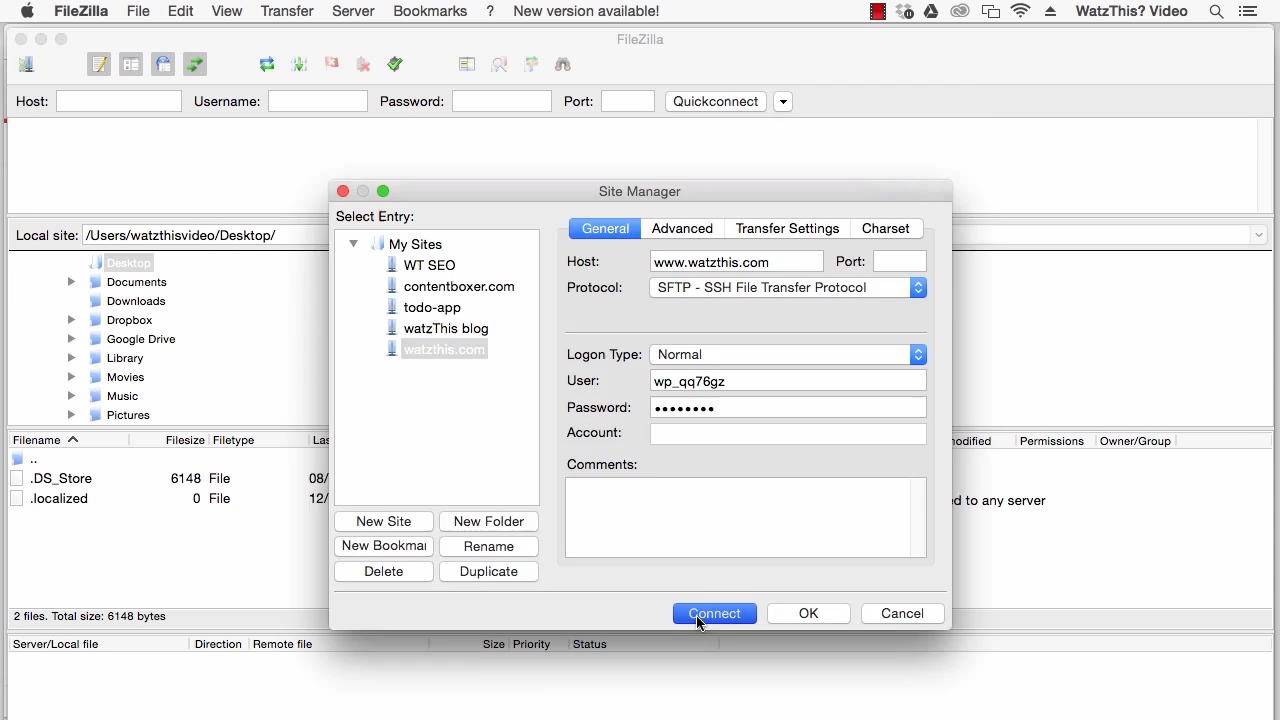 FileZilla File Edit View Transfer Server Bookmarks ? New version available! WatzThis? Video
FileZilla
Host: Username: Password: Port: Quickconnect
Site Manager
Local site: /Users/watzthisvideo/Desktop/
Desktop
Documents
Downloads
Dropbox
Google Drive
Library
Movies
Music
Pictures
Filename Filesize Filetype Las
..
.DS_Store 6148 File 08/
.localized 0 File 12/
2 files. Total size: 6148 bytes
Select Entry:
My Sites
WT SEO
contentboxer.com
todo-app
watzThis blog
watzthis.com
New Site New Folder
New Bookmar Rename
Delete Duplicate
General Advanced Transfer Settings Charset
Host: www.watzthis.com Port:
Protocol: SFTP - SSH File Transfer Protocol
Logon Type: Normal
User: wp_qq76gz
Password: ••••••••
Account:
Comments:
Connect OK Cancel
odified Permissions Owner/Group
ed to any server
Server/Local file Direction Remote file Size Priority Status